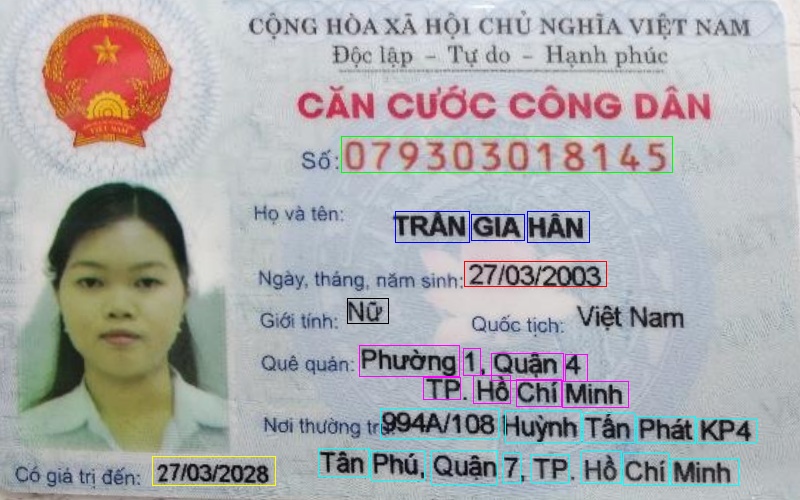 CỘNG HÒA XÃ HỘI CHỦ NGHĨA VIỆT NAM
Độc lập – Tự do – Hạnh phúc
CĂN CƯỚC CÔNG DÂN
Số: 079303018145
Họ và tên: TRẦN GIA HÂN
Ngày, tháng, năm sinh: 27/03/2003
Giới tính: Nữ Quốc tịch: Việt Nam
Quê quán: Phường 1, Quận 4
TP. Hồ Chí Minh
Nơi thường trú 994A/108 Huỳnh Tấn Phát KP4
Tân Phú, Quận 7, TP. Hồ Chí Minh
Có giá trị đến: 27/03/2028